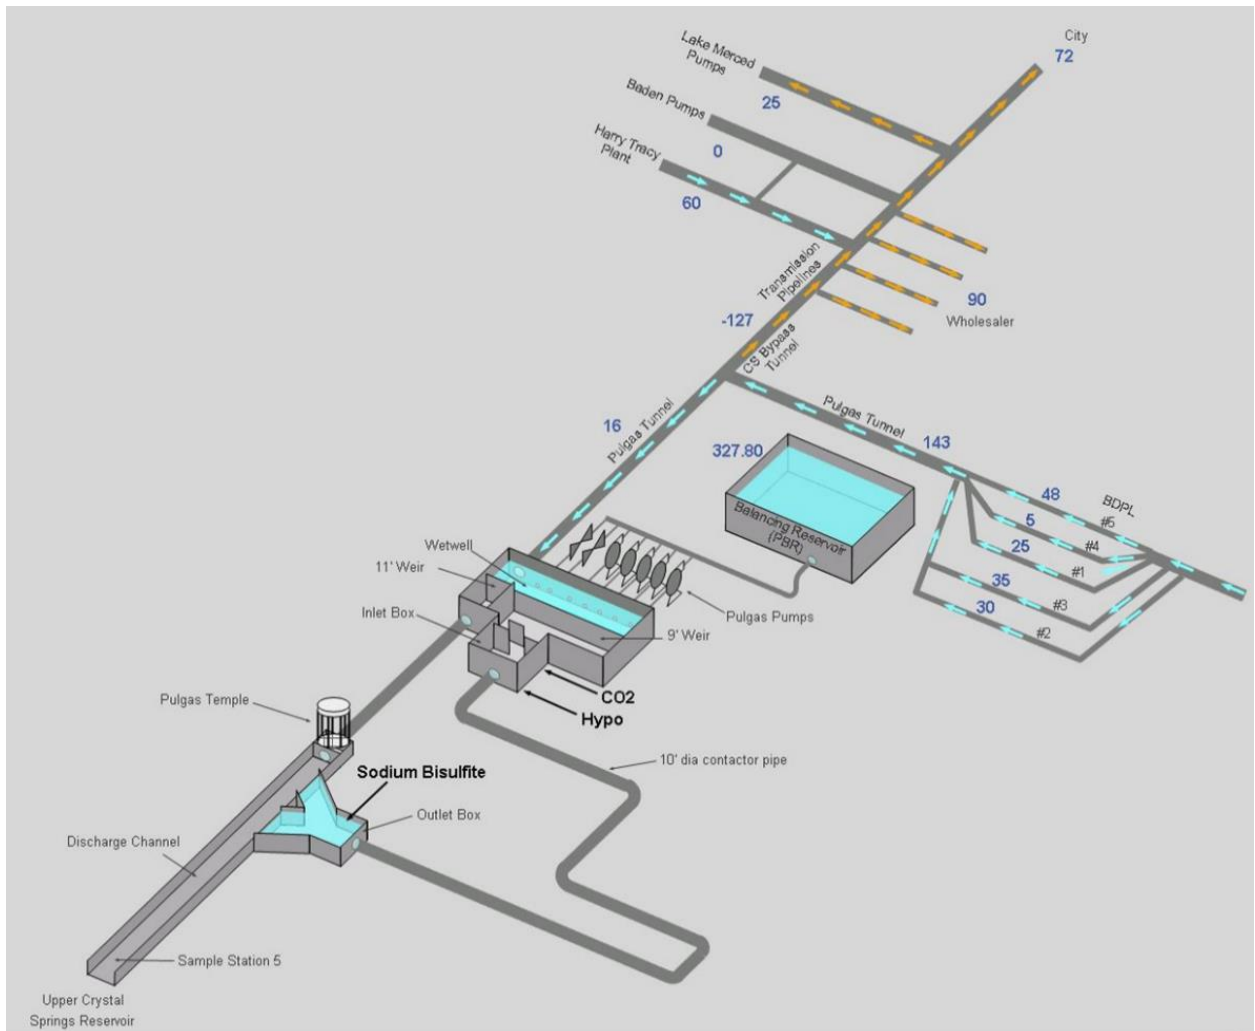 City
72
Lake Merced
Pumps
25
Baden Pumps
0
Harry Tracy
Plant
60
Transmission
Pipelines
90
Wholesaler
-127
CS Bypass
Tunnel
16
Pulgas Tunnel
Pulgas Tunnel
143
327.80
Balancing Reservoir
(PBR)
48
BDPL
#5
5
#4
25
#1
35
#3
30
#2
Wetwell
11' Weir
Inlet Box
Pulgas Pumps
9' Weir
CO2
Hypo
Pulgas Temple
10' dia contactor pipe
Sodium Bisulfite
Outlet Box
Discharge Channel
Sample Station 5
Upper Crystal
Springs Reservoir